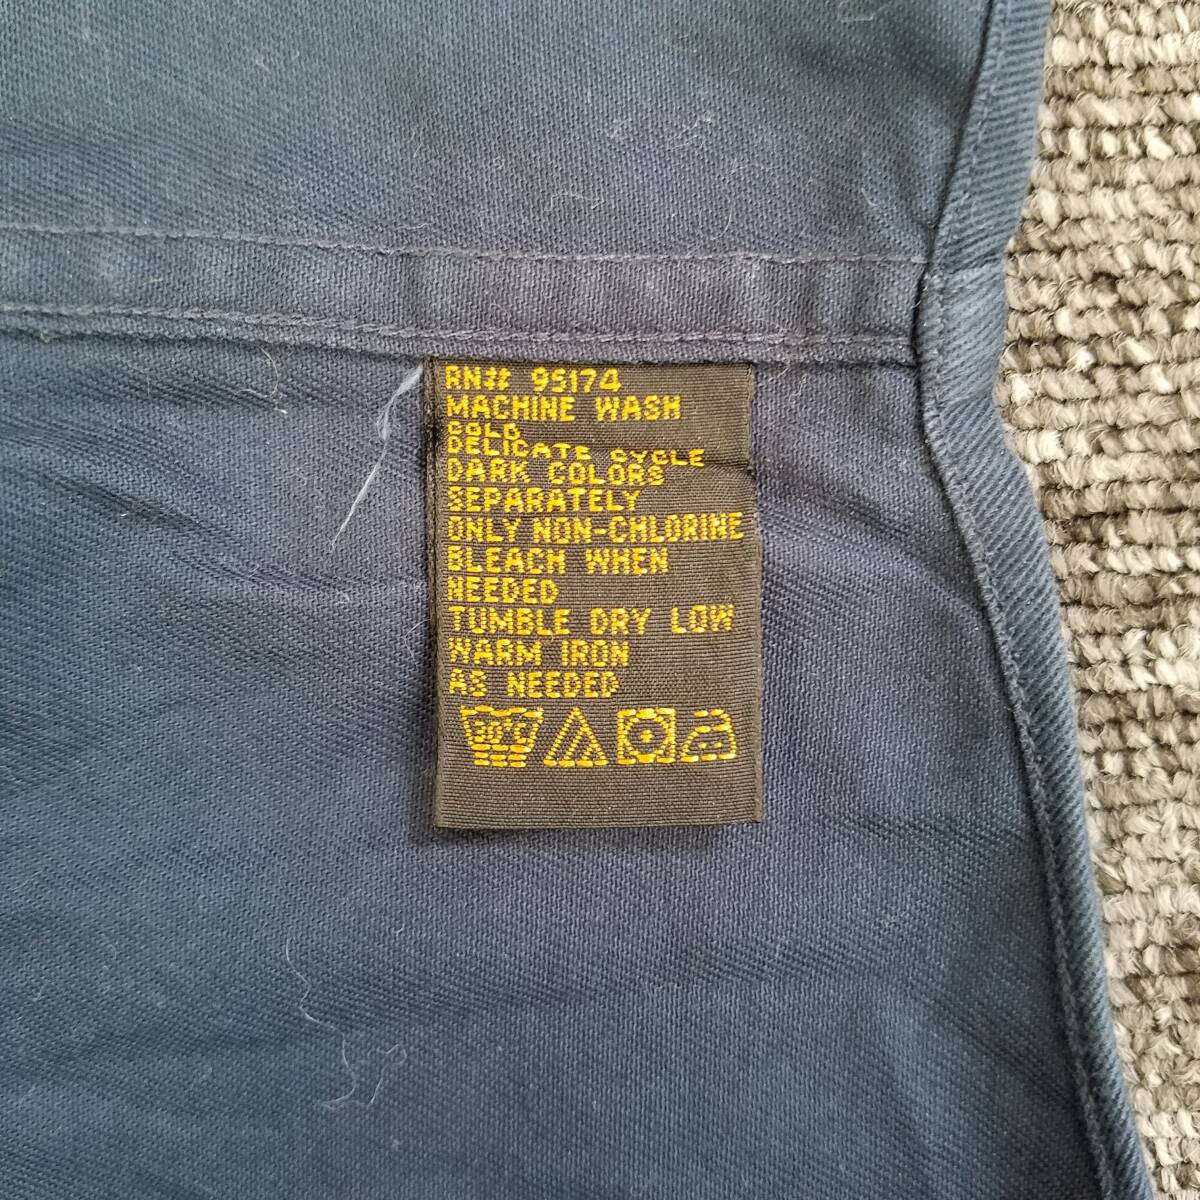 RN# 95174
MACHINE WASH
COLD
DELICATE CYCLE
DARK COLORS
SEPARATELY
ONLY NON-CHLORINE
BLEACH WHEN
NEEDED
TUMBLE DRY LOW
WARM IRON
AS NEEDED
30°C